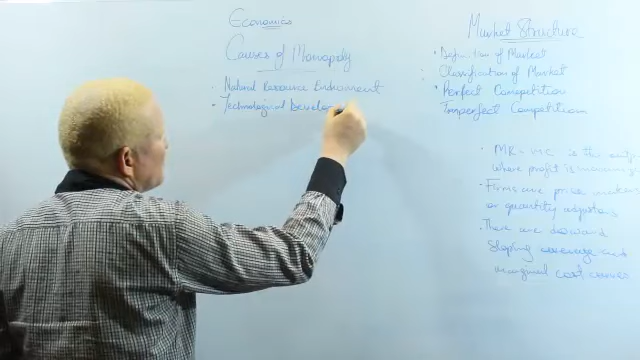 Economics
Causes of Monopoly
Natural Resource Endowment
• Technological Develo
Market Structure
• Definition of Market
Classification of Market
• Perfect Competition
Imperfect Competition
• MR = MC is the
where profit is
• Firms are price makers
or quantity adjustors
• There are downward
Sloping average and
marginal cost curves